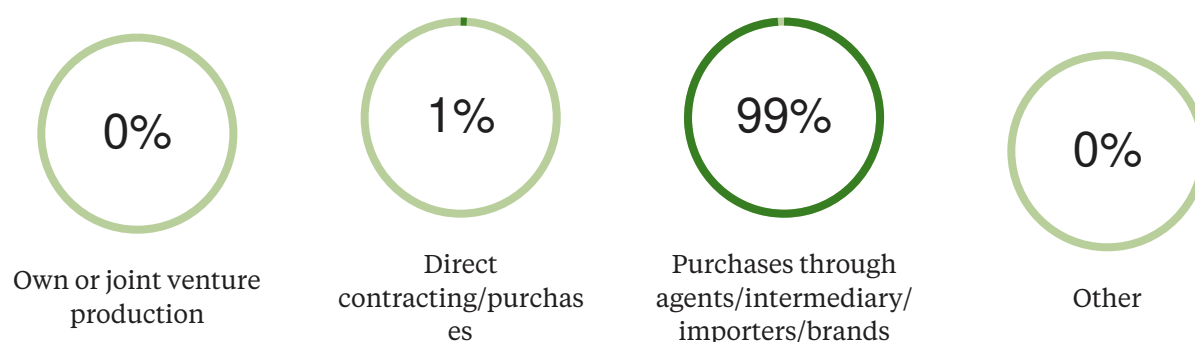 0%
1%
99%
0%
Own or joint venture
production
Direct
contracting/purchas
es
Purchases through
agents/intermediary/
importers/brands
Other